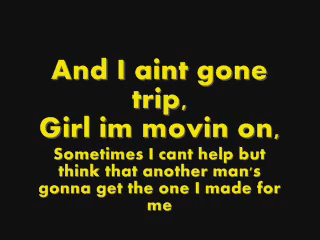 And I aint gone
trip,
Girl im movin on,
Sometimes I cant help but
think that another man's
gonna get the one I made for
me